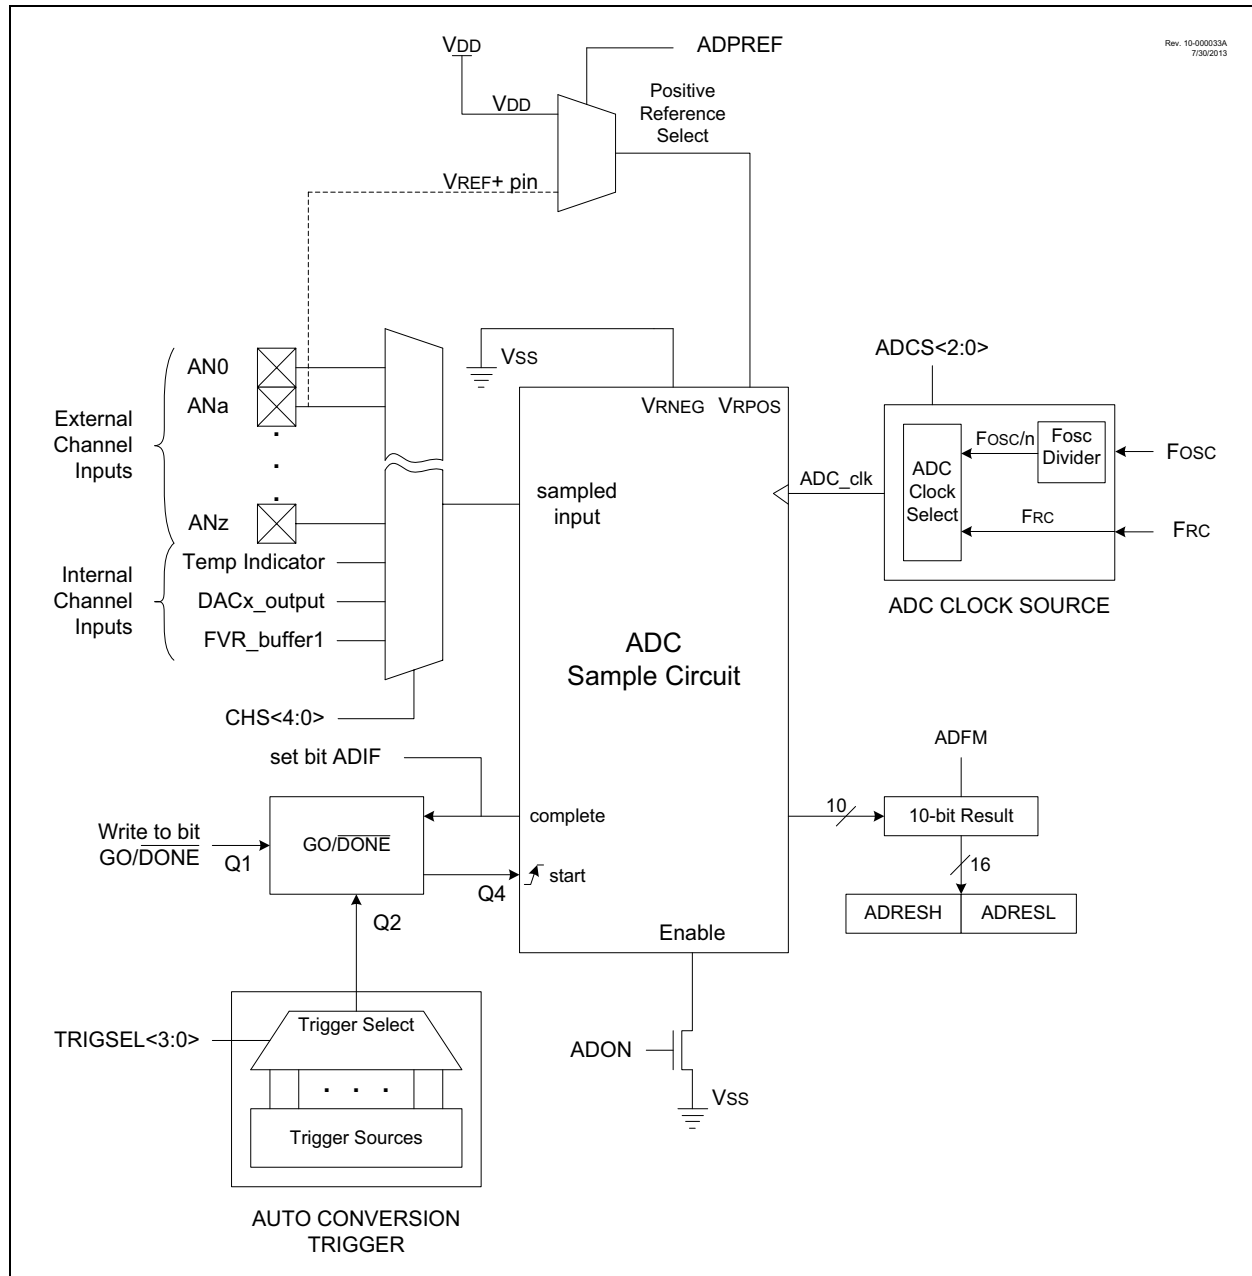 Rev. 10-000033A
7/30/2013
VDD
ADPREF
VDD
Positive
Reference
Select
VREF+ pin
VSS
ADCS<2:0>
External
Channel
Inputs
AN0
ANa
.
.
.
ANz
VRNEG
VRPOS
sampled
input
ADC_clk
ADC
Clock
Select
FOSC/n
Fosc
Divider
FOSC
FRC
FRC
ADC CLOCK SOURCE
Internal
Channel
Inputs
Temp Indicator
DACx_output
FVR_buffer1
ADC
Sample Circuit
CHS<4:0>
set bit ADIF
ADFM
complete
10
10-bit Result
Write to bit
GO/DONE
Q1
GO/DONE
Q4
start
16
ADRESH
ADRESL
Q2
Enable
TRIGSEL<3:0>
Trigger Select
. . .
Trigger Sources
ADON
VSS
AUTO CONVERSION
TRIGGER